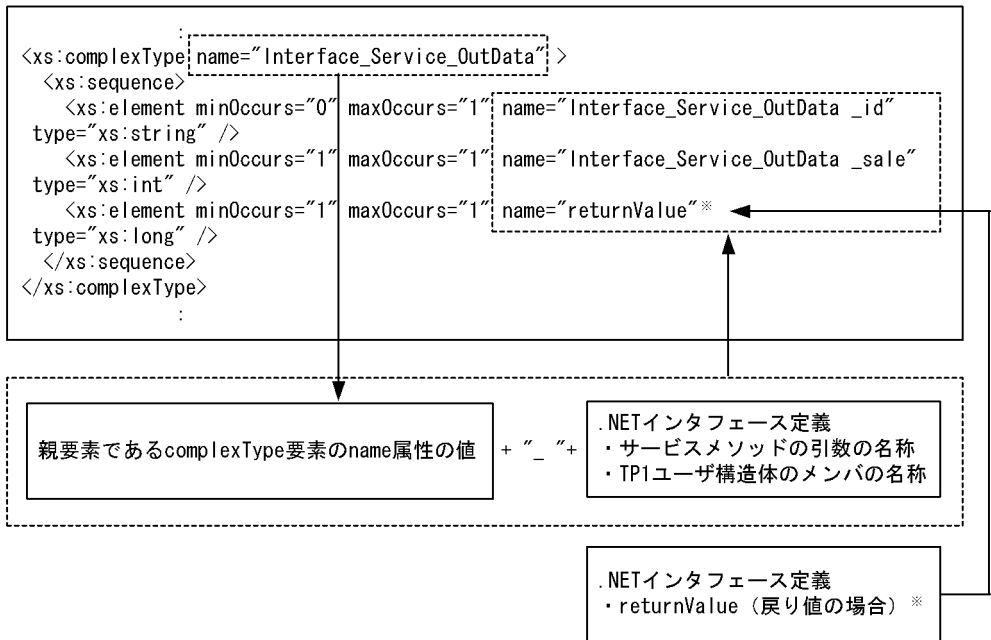 :
<xs:complexType name="Interface_Service_OutData" >
<xs:sequence>
<xs:element minOccurs="0" maxOccurs="1" name="Interface_Service_OutData _id"
type="xs:string" />
<xs:element minOccurs="1" maxOccurs="1" name="Interface_Service_OutData _sale"
type="xs:int" />
<xs:element minOccurs="1" maxOccurs="1" name="returnValue"※
type="xs:long" />
</xs:sequence>
</xs:complexType>
:
親要素であるcomplexType要素のname属性の値
+ "_ "+
.NETインタフェース定義
・サービスメソッドの引数の名称
・TP1ユーザ構造体のメンバの名称
.NETインタフェース定義
・returnValue（戻り値の場合）※